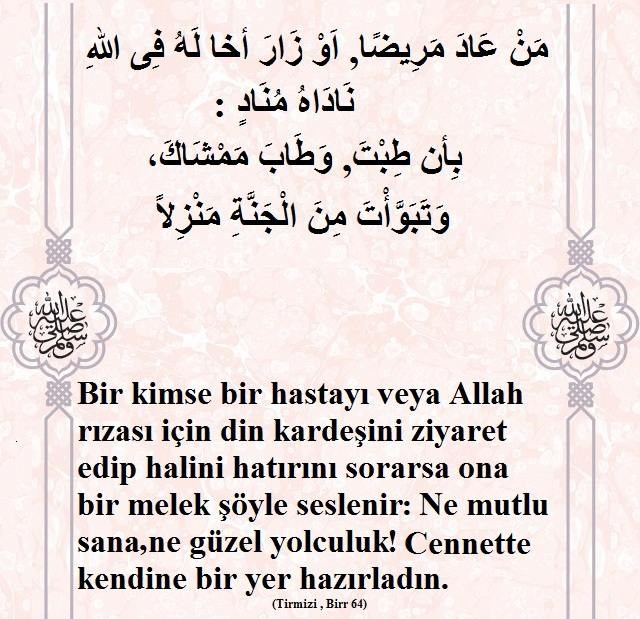 مَنْ عَادَ مَرِيضًا, اَوْ زَارَ أخا لَهُ فِى اللهِ
نَادَاهُ مُنَادٍ :
بِأن طِبْتَ, وَطَابَ مَمْشَاكَ،
وَتَبَوَّأْتَ مِنَ الْجَنَّةِ مَنْزِلاً
صلى الله عليه وسلم
صلى الله عليه وسلم
Bir kimse bir hastayı veya Allah
rızası için din kardeşini ziyaret
edip halini hatırını sorarsa ona
bir melek şöyle seslenir: Ne mutlu
sana,ne güzel yolculuk! Cennette
kendine bir yer hazırladın.
(Tirmizi , Birr 64)